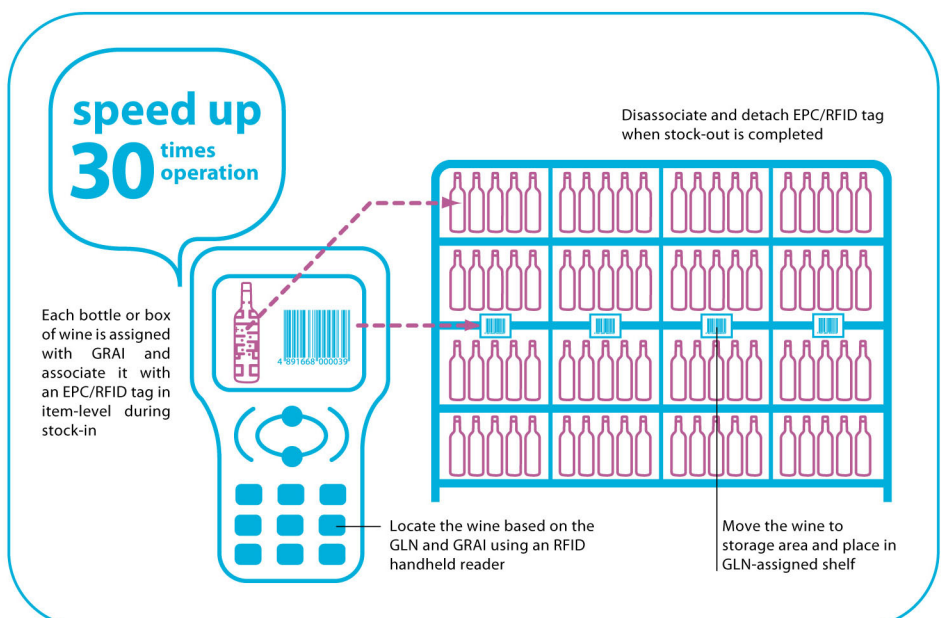 speed up
30 times
operation
Disassociate and detach EPC/RFID tag
when stock-out is completed
Each bottle or box
of wine is assigned
with GRAI and
associate it with
an EPC/RFID tag in
item-level during
stock-in
4 891668 000039
Locate the wine based on the
GLN and GRAI using an RFID
handheld reader
Move the wine to
storage area and place in
GLN-assigned shelf